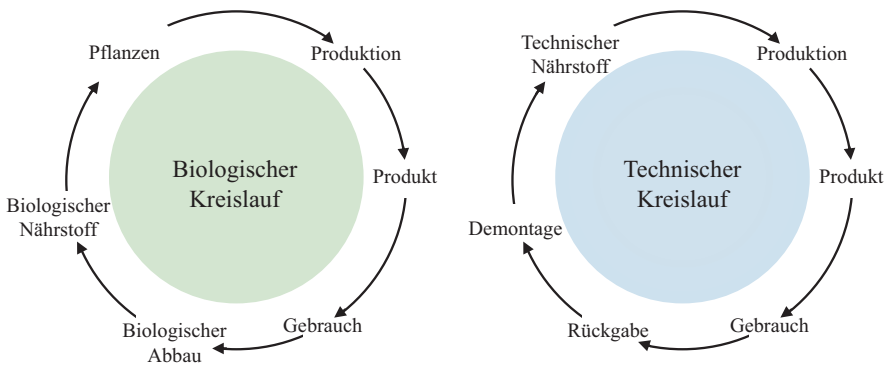 Pflanzen
Produktion
Biologischer
Kreislauf
Produkt
Biologischer
Nährstoff
Gebrauch
Biologischer
Abbau
Technischer
Nährstoff
Produktion
Technischer
Kreislauf
Produkt
Demontage
Gebrauch
Rückgabe